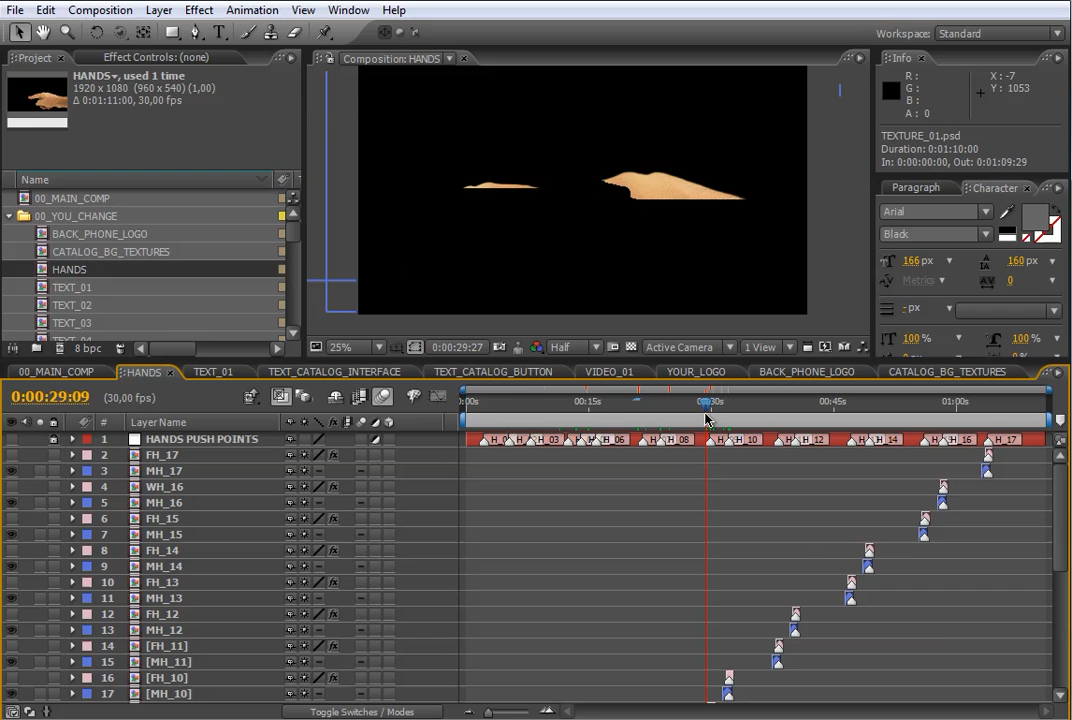 File Edit Composition Layer Effect Animation View Window Help
Workspace: Standard
Project Effect Controls: (none)
Composition: HANDS
Info
HANDS, used 1 time
1920 x 1080 (960 x 540) (1,00)
Δ 0:01:11:00, 30,00 fps
R :
G :
B :
A : 0
X : -7
Y : 1053
TEXTURE_01.psd
Duration: 0:01:10:00
In: 0:00:00:00, Out: 0:01:09:29
Name
00_MAIN_COMP
00_YOU_CHANGE
BACK_PHONE_LOGO
CATALOG_BG_TEXTURES
HANDS
TEXT_01
TEXT_02
TEXT_03
Paragraph Character
Arial
Black
166 px 160 px
Metrics 0
- px
100 % 100 %
8 bpc
25% 0:00:29:27 Half Active Camera 1 View
00_MAIN_COMP HANDS TEXT_01 TEXT_CATALOG_INTERFACE TEXT_CATALOG_BUTTON VIDEO_01 YOUR_LOGO BACK_PHONE_LOGO CATALOG_BG_TEXTURES
0:00:29:09 (30,00 fps)
:00s 00:15s 00:30s 00:45s 01:00s
# Layer Name
1 HANDS PUSH POINTS H_03 H_06 H_08 H_10 H_12 H_14 H_16 H_17
2 FH_17
3 MH_17
4 WH_16
5 MH_16
6 FH_15
7 MH_15
8 FH_14
9 MH_14
10 FH_13
11 MH_13
12 FH_12
13 MH_12
14 [FH_11]
15 [MH_11]
16 [FH_10]
17 [MH_10]
Toggle Switches / Modes